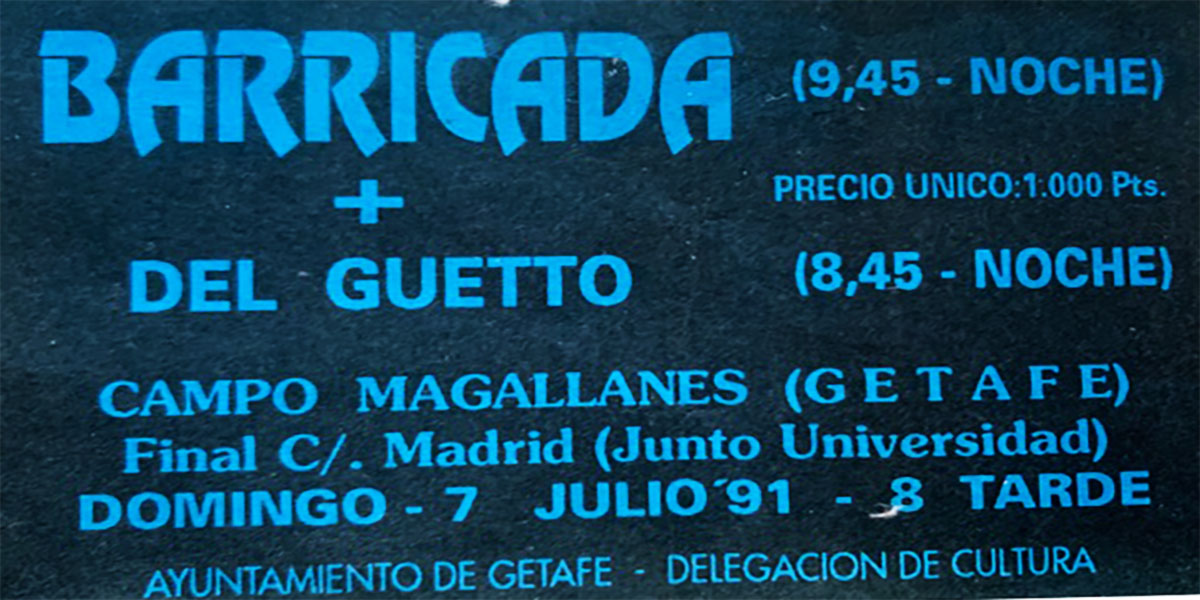 BARRICADA (9,45 - NOCHE)
+
PRECIO UNICO:1.000 Pts.
DEL GUETTO (8,45 - NOCHE)
CAMPO MAGALLANES (GETAFE)
Final C/. Madrid (Junto Universidad)
DOMINGO - 7 JULIO´91 - 8 TARDE
AYUNTAMIENTO DE GETAFE - DELEGACION DE CULTURA